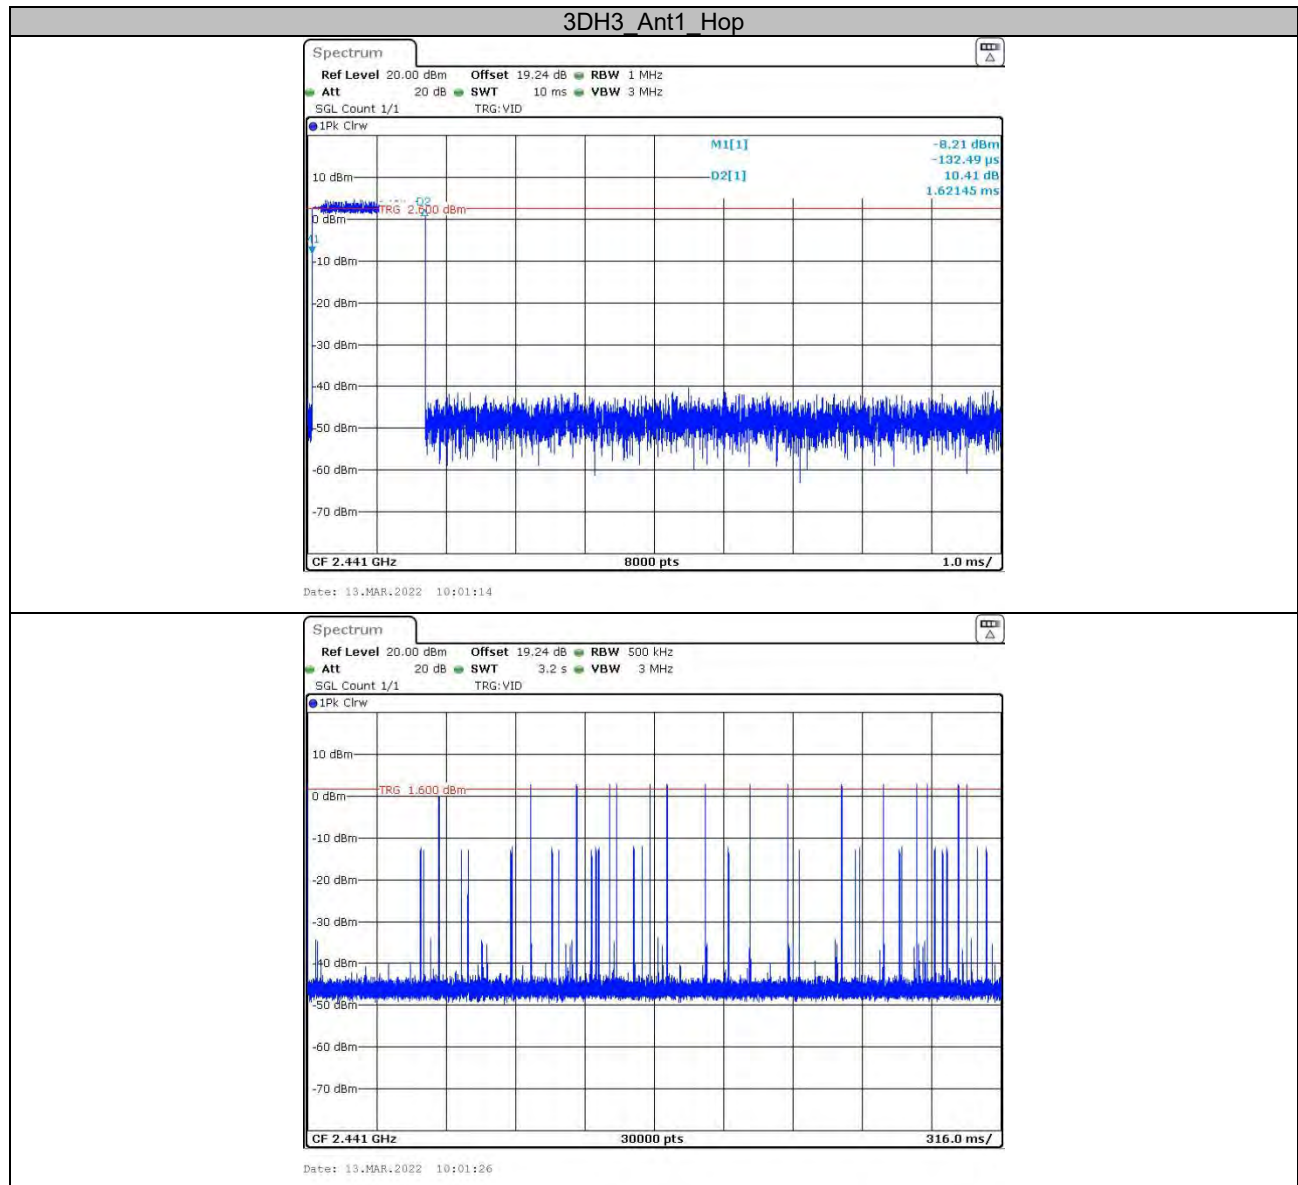 3DH3_Ant1_Hop
Spectrum
Ref Level 20.00 dBm Offset 19.24 dB RBW 1 MHz
Att 20 dB SWT 10 ms VBW 3 MHz
SGL Count 1/1 TRG:VID
1Pk Clrw
M1[1] -8.21 dBm
-132.49 µs
D2[1] 10.41 dB
1.62145 ms
10 dBm
D2
TRG 2.600 dBm
0 dBm
M1
-10 dBm
-20 dBm
-30 dBm
-40 dBm
-50 dBm
-60 dBm
-70 dBm
CF 2.441 GHz 8000 pts 1.0 ms/
Date: 13.MAR.2022 10:01:14
Spectrum
Ref Level 20.00 dBm Offset 19.24 dB RBW 500 kHz
Att 20 dB SWT 3.2 s VBW 3 MHz
SGL Count 1/1 TRG:VID
1Pk Clrw
10 dBm
TRG 1.600 dBm
0 dBm
-10 dBm
-20 dBm
-30 dBm
-40 dBm
-50 dBm
-60 dBm
-70 dBm
CF 2.441 GHz 30000 pts 316.0 ms/
Date: 13.MAR.2022 10:01:26